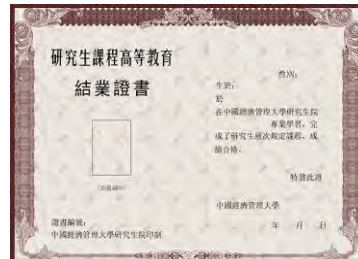 研究生課程高等教育
結業證書
證書編號：
中國經濟管理大學研究生院印制
性別：
生於：
於
在中國經濟管理大學研究生院
專業學習，完
成了研究生層次規定課程，成
績合格。
特發此證
中國經濟管理大學
年 月 日